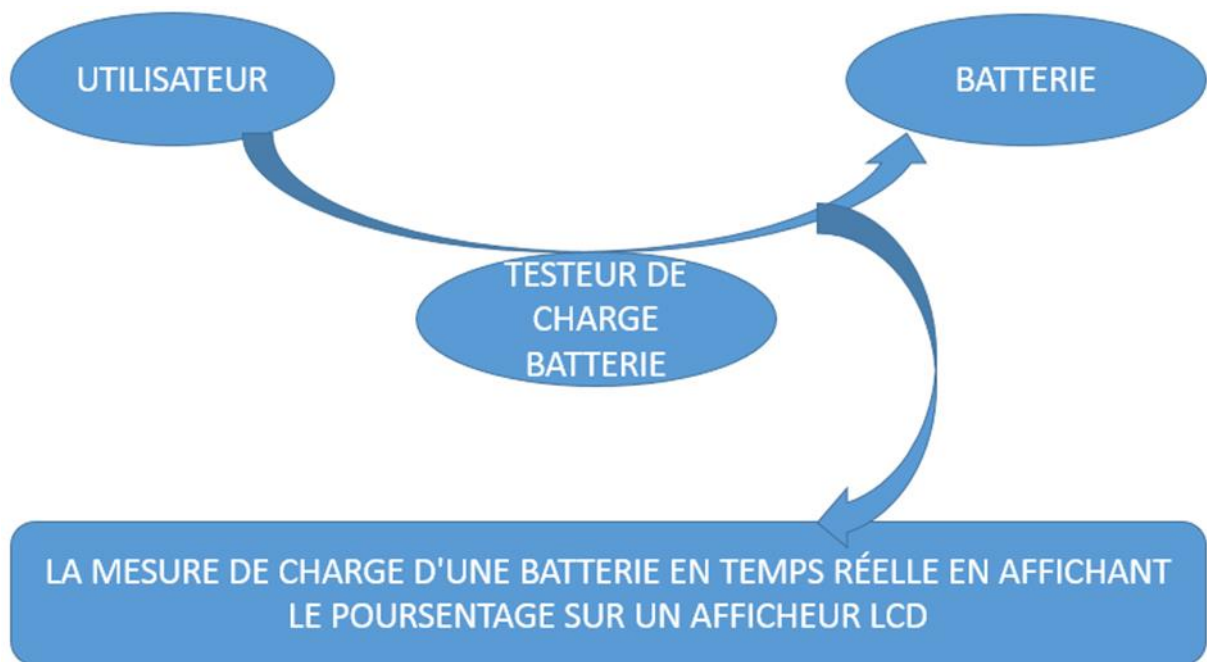 UTILISATEUR
BATTERIE
TESTEUR DE
CHARGE
BATTERIE
LA MESURE DE CHARGE D'UNE BATTERIE EN TEMPS RÉELLE EN AFFICHANT
LE POURSENTAGE SUR UN AFFICHEUR LCD